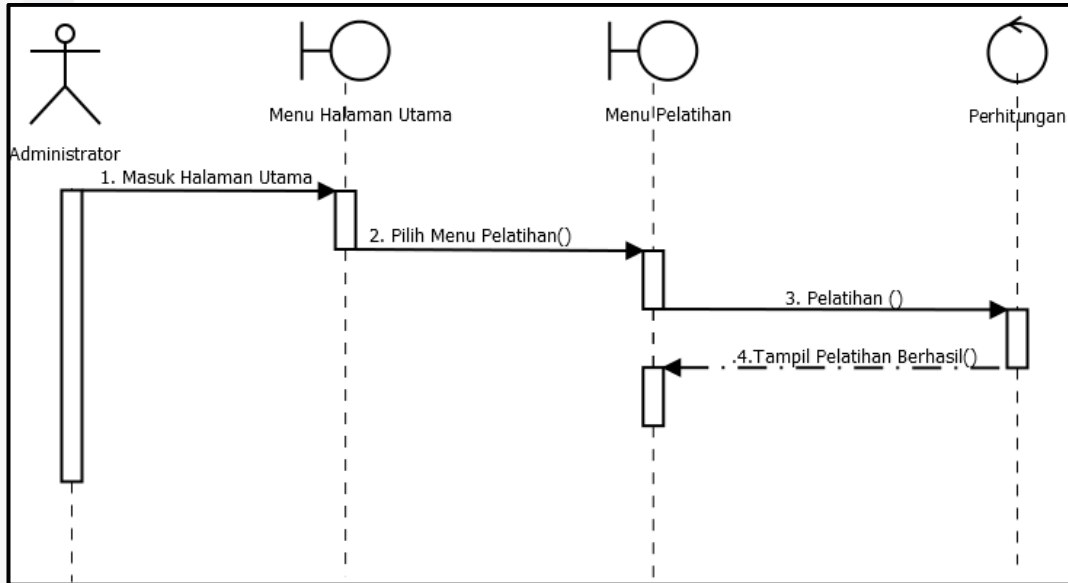 Menu Halaman Utama
Menu Pelatihan
Perhitungan
Administrator
1. Masuk Halaman Utama
2. Pilih Menu Pelatihan()
3. Pelatihan ()
.4.Tampil Pelatihan Berhasil()